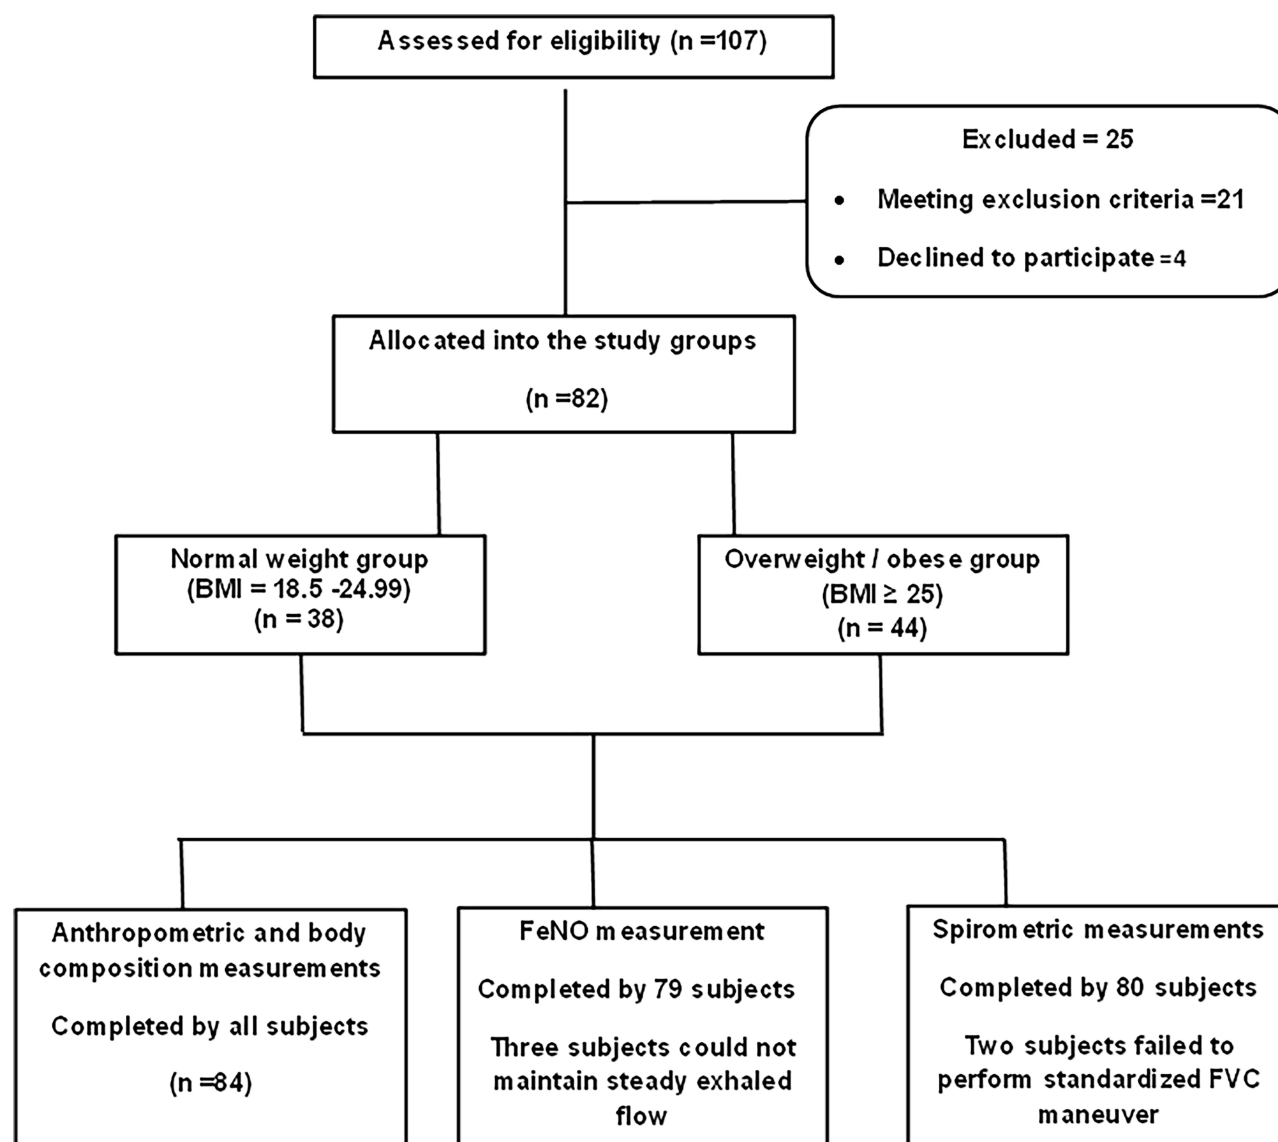 Assessed for eligibility (n =107)
Excluded = 25
• Meeting exclusion criteria =21
• Declined to participate =4
Allocated into the study groups
(n =82)
Normal weight group
(BMI = 18.5 -24.99)
(n = 38)
Overweight / obese group
(BMI ≥ 25)
(n = 44)
Anthropometric and body
composition measurements
Completed by all subjects
(n =84)
FeNO measurement
Completed by 79 subjects
Three subjects could not
maintain steady exhaled
flow
Spirometric measurements
Completed by 80 subjects
Two subjects failed to
perform standardized FVC
maneuver